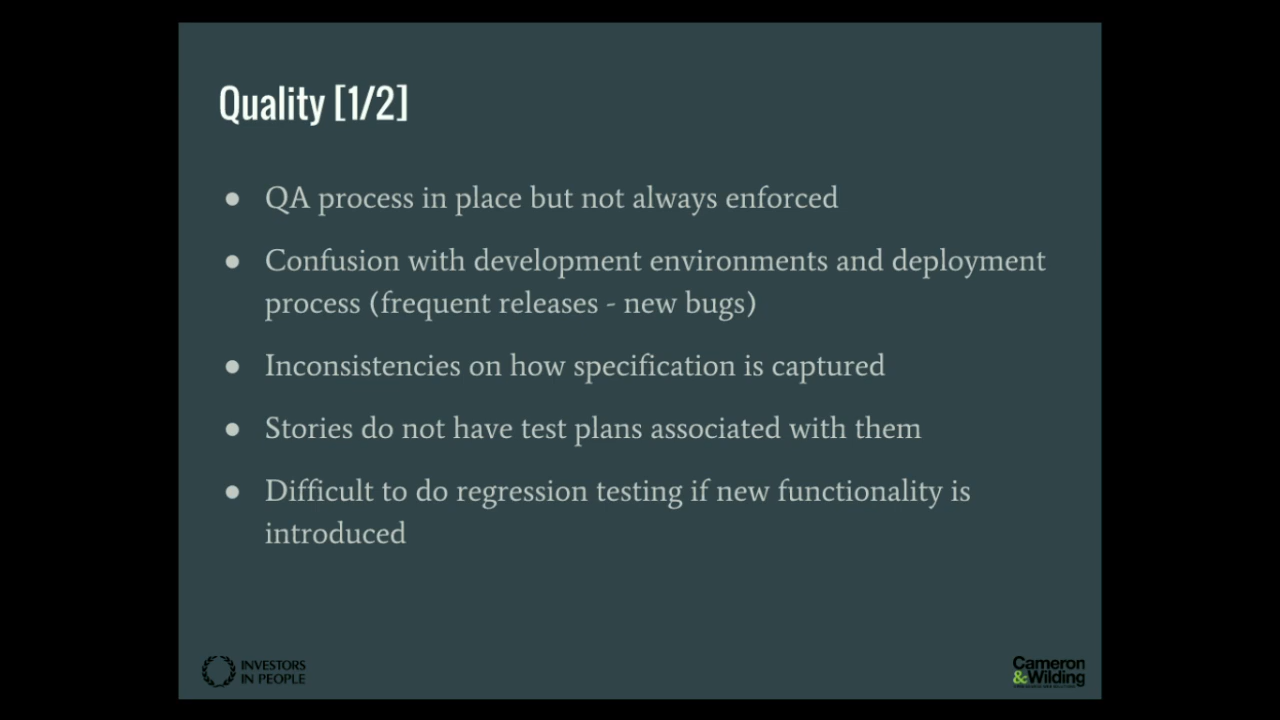 Quality [1/2]
● QA process in place but not always enforced
● Confusion with development environments and deployment
process (frequent releases - new bugs)
● Inconsistencies on how specification is captured
● Stories do not have test plans associated with them
● Difficult to do regression testing if new functionality is
introduced
INVESTORS
IN PEOPLE
Cameron
&Wilding